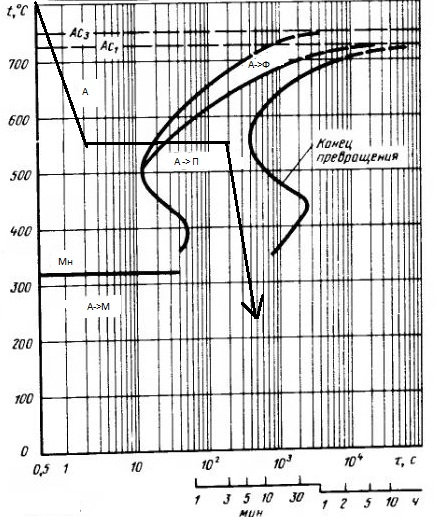 t,°C
AC₃
AC₁
700
A
A->Ф
600
A -> П
Конец
превращения
500
400
Mн
300
A->M
200
100
0
0,5 1 10 10² 10³ 10⁴ τ, с
1 3 5 10 30 1 2 5 10 4
мин